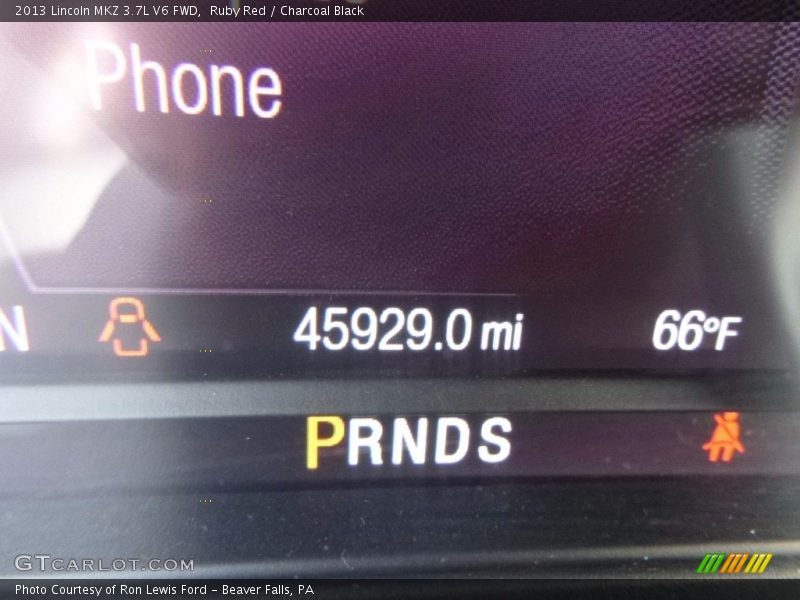 2013 Lincoln MKZ 3.7L V6 FWD, Ruby Red / Charcoal Black
Phone
N 45929.0 mi 66°F
PRNDS
GTCARLOT.COM
Photo Courtesy of Ron Lewis Ford - Beaver Falls, PA